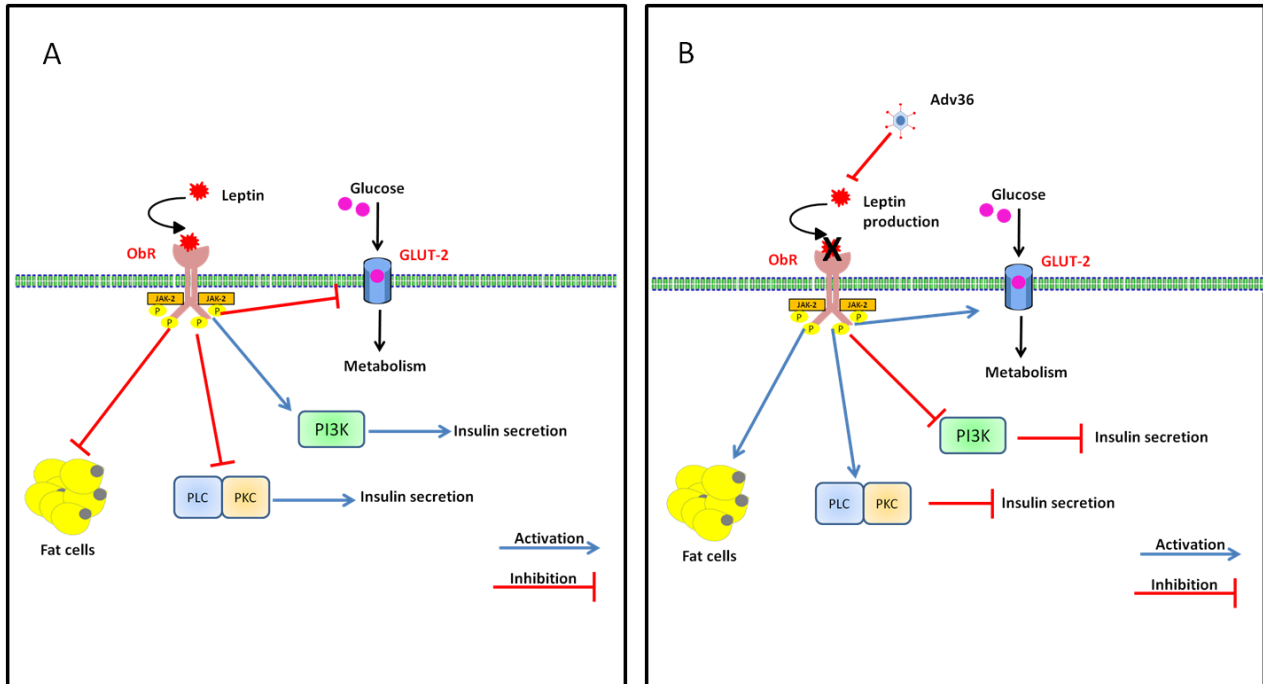 A
Leptin
Glucose
ObR
GLUT-2
JAK-2
JAK-2
P
P
P
P
Metabolism
PI3K
Insulin secretion
PLC
PKC
Insulin secretion
Fat cells
Activation
Inhibition
B
Adv36
Leptin
production
Glucose
X
ObR
GLUT-2
JAK-2
JAK-2
P
P
P
P
Metabolism
PI3K
Insulin secretion
PLC
PKC
Insulin secretion
Fat cells
Activation
Inhibition